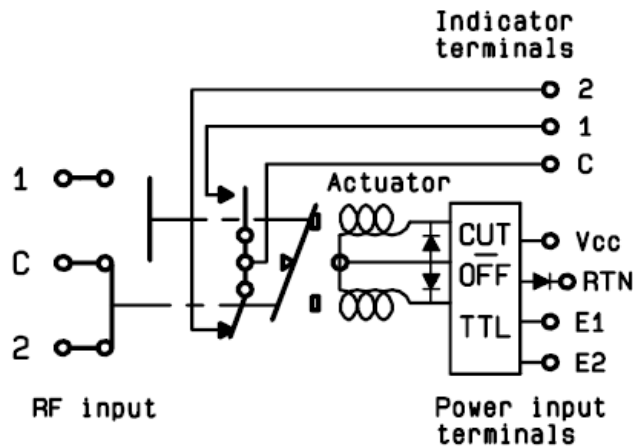 Indicator
terminals
2
1
C
1
C
2
RF input
Actuator
CUT
OFF
TTL
Vcc
RTN
E1
E2
Power input
terminals